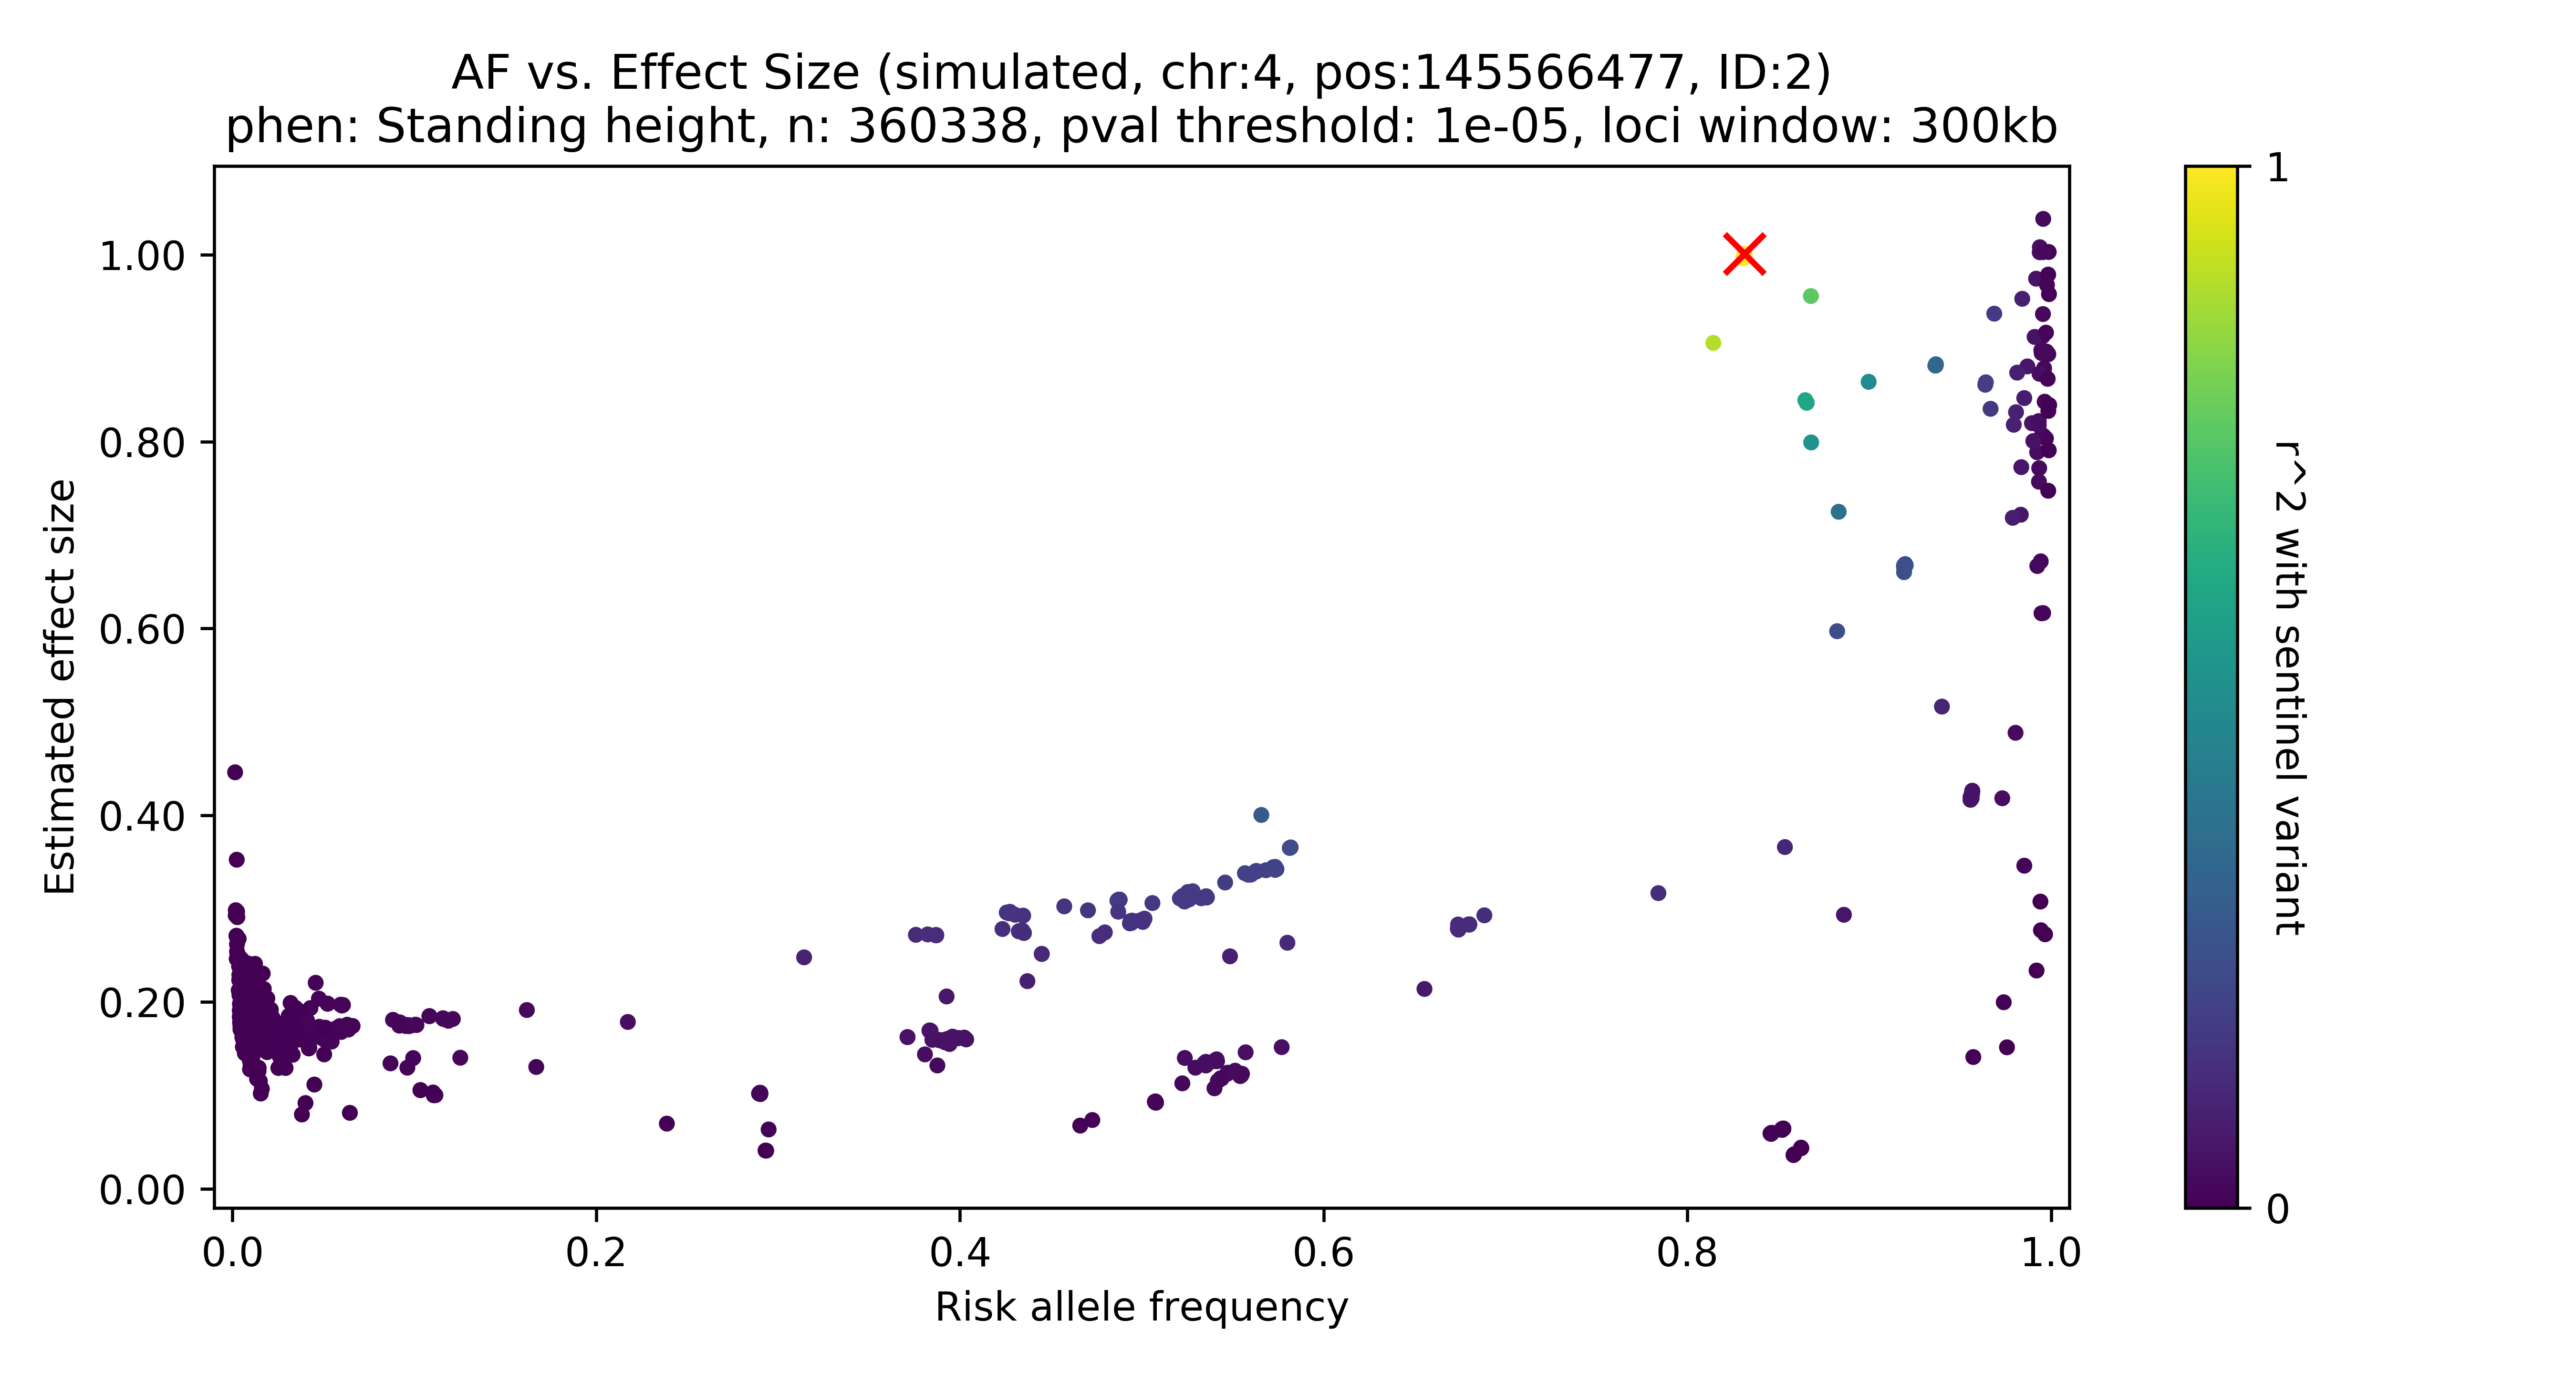 AF vs. Effect Size (simulated, chr:4, pos:145566477, ID:2)
phen: Standing height, n: 360338, pval threshold: 1e-05, loci window: 300kb
1
1.00
0.80
0.60
0.40
0.20
0.00
Estimated effect size
r^2 with sentinel variant
0
0.0
0.2
0.4
0.6
0.8
1.0
Risk allele frequency